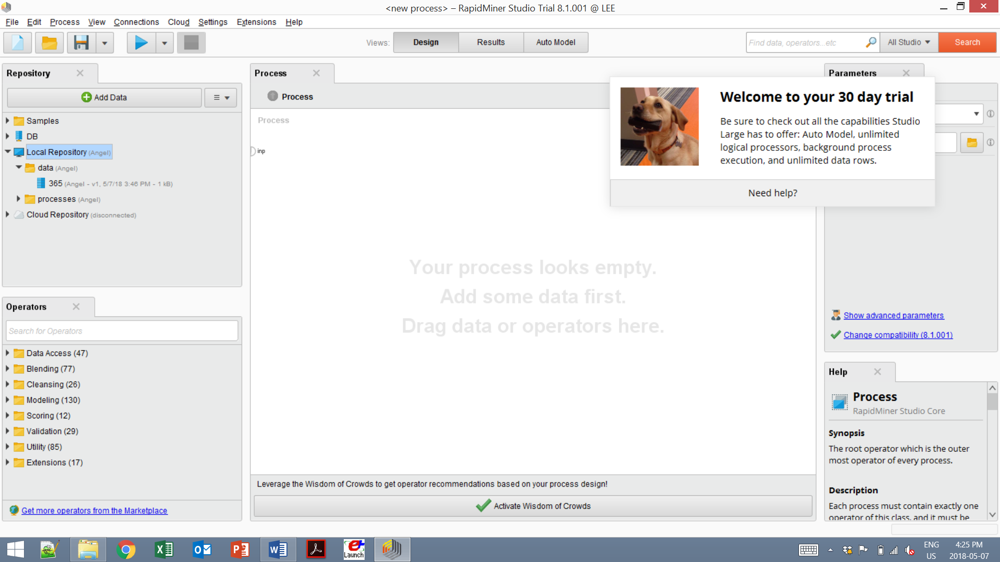 <new process> – RapidMiner Studio Trial 8.1.001 @ LEE
File Edit Process View Connections Cloud Settings Extensions Help
Views: Design Results Auto Model
Find data, operators...etc All Studio Search
Repository
Add Data
Samples
DB
Local Repository (Angel)
data (Angel)
365 (Angel – v1, 5/7/18 3:46 PM – 1 kB)
processes (Angel)
Cloud Repository (disconnected)
Operators
Search for Operators
Data Access (47)
Blending (77)
Cleansing (26)
Modeling (130)
Scoring (12)
Validation (29)
Utility (85)
Extensions (17)
Get more operators from the Marketplace
Process
Process
Process
inp
Your process looks empty.
Add some data first.
Drag data or operators here.
Leverage the Wisdom of Crowds to get operator recommendations based on your process design!
Activate Wisdom of Crowds
Parameters
Welcome to your 30 day trial
Be sure to check out all the capabilities Studio
Large has to offer: Auto Model, unlimited
logical processors, background process
execution, and unlimited data rows.
Need help?
Show advanced parameters
Change compatibility (8.1.001)
Help
Process
RapidMiner Studio Core
Synopsis
The root operator which is the outer
most operator of every process.
Description
Each process must contain exactly one
operator of this class, and it must be
Launch
ENG
US
4:25 PM
2018-05-07